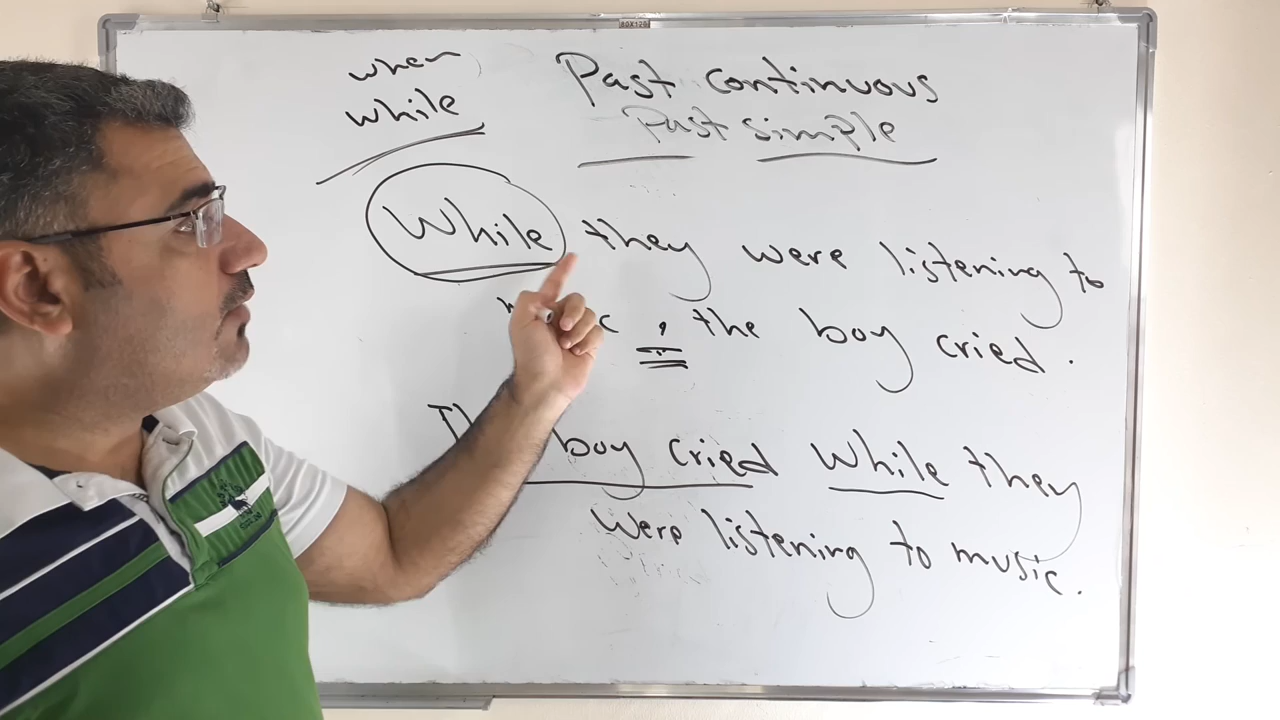 80X120
when
while
Past continuous
Past simple
While they were listening to
, the boy cried.
boy cried while they
were listening to music.